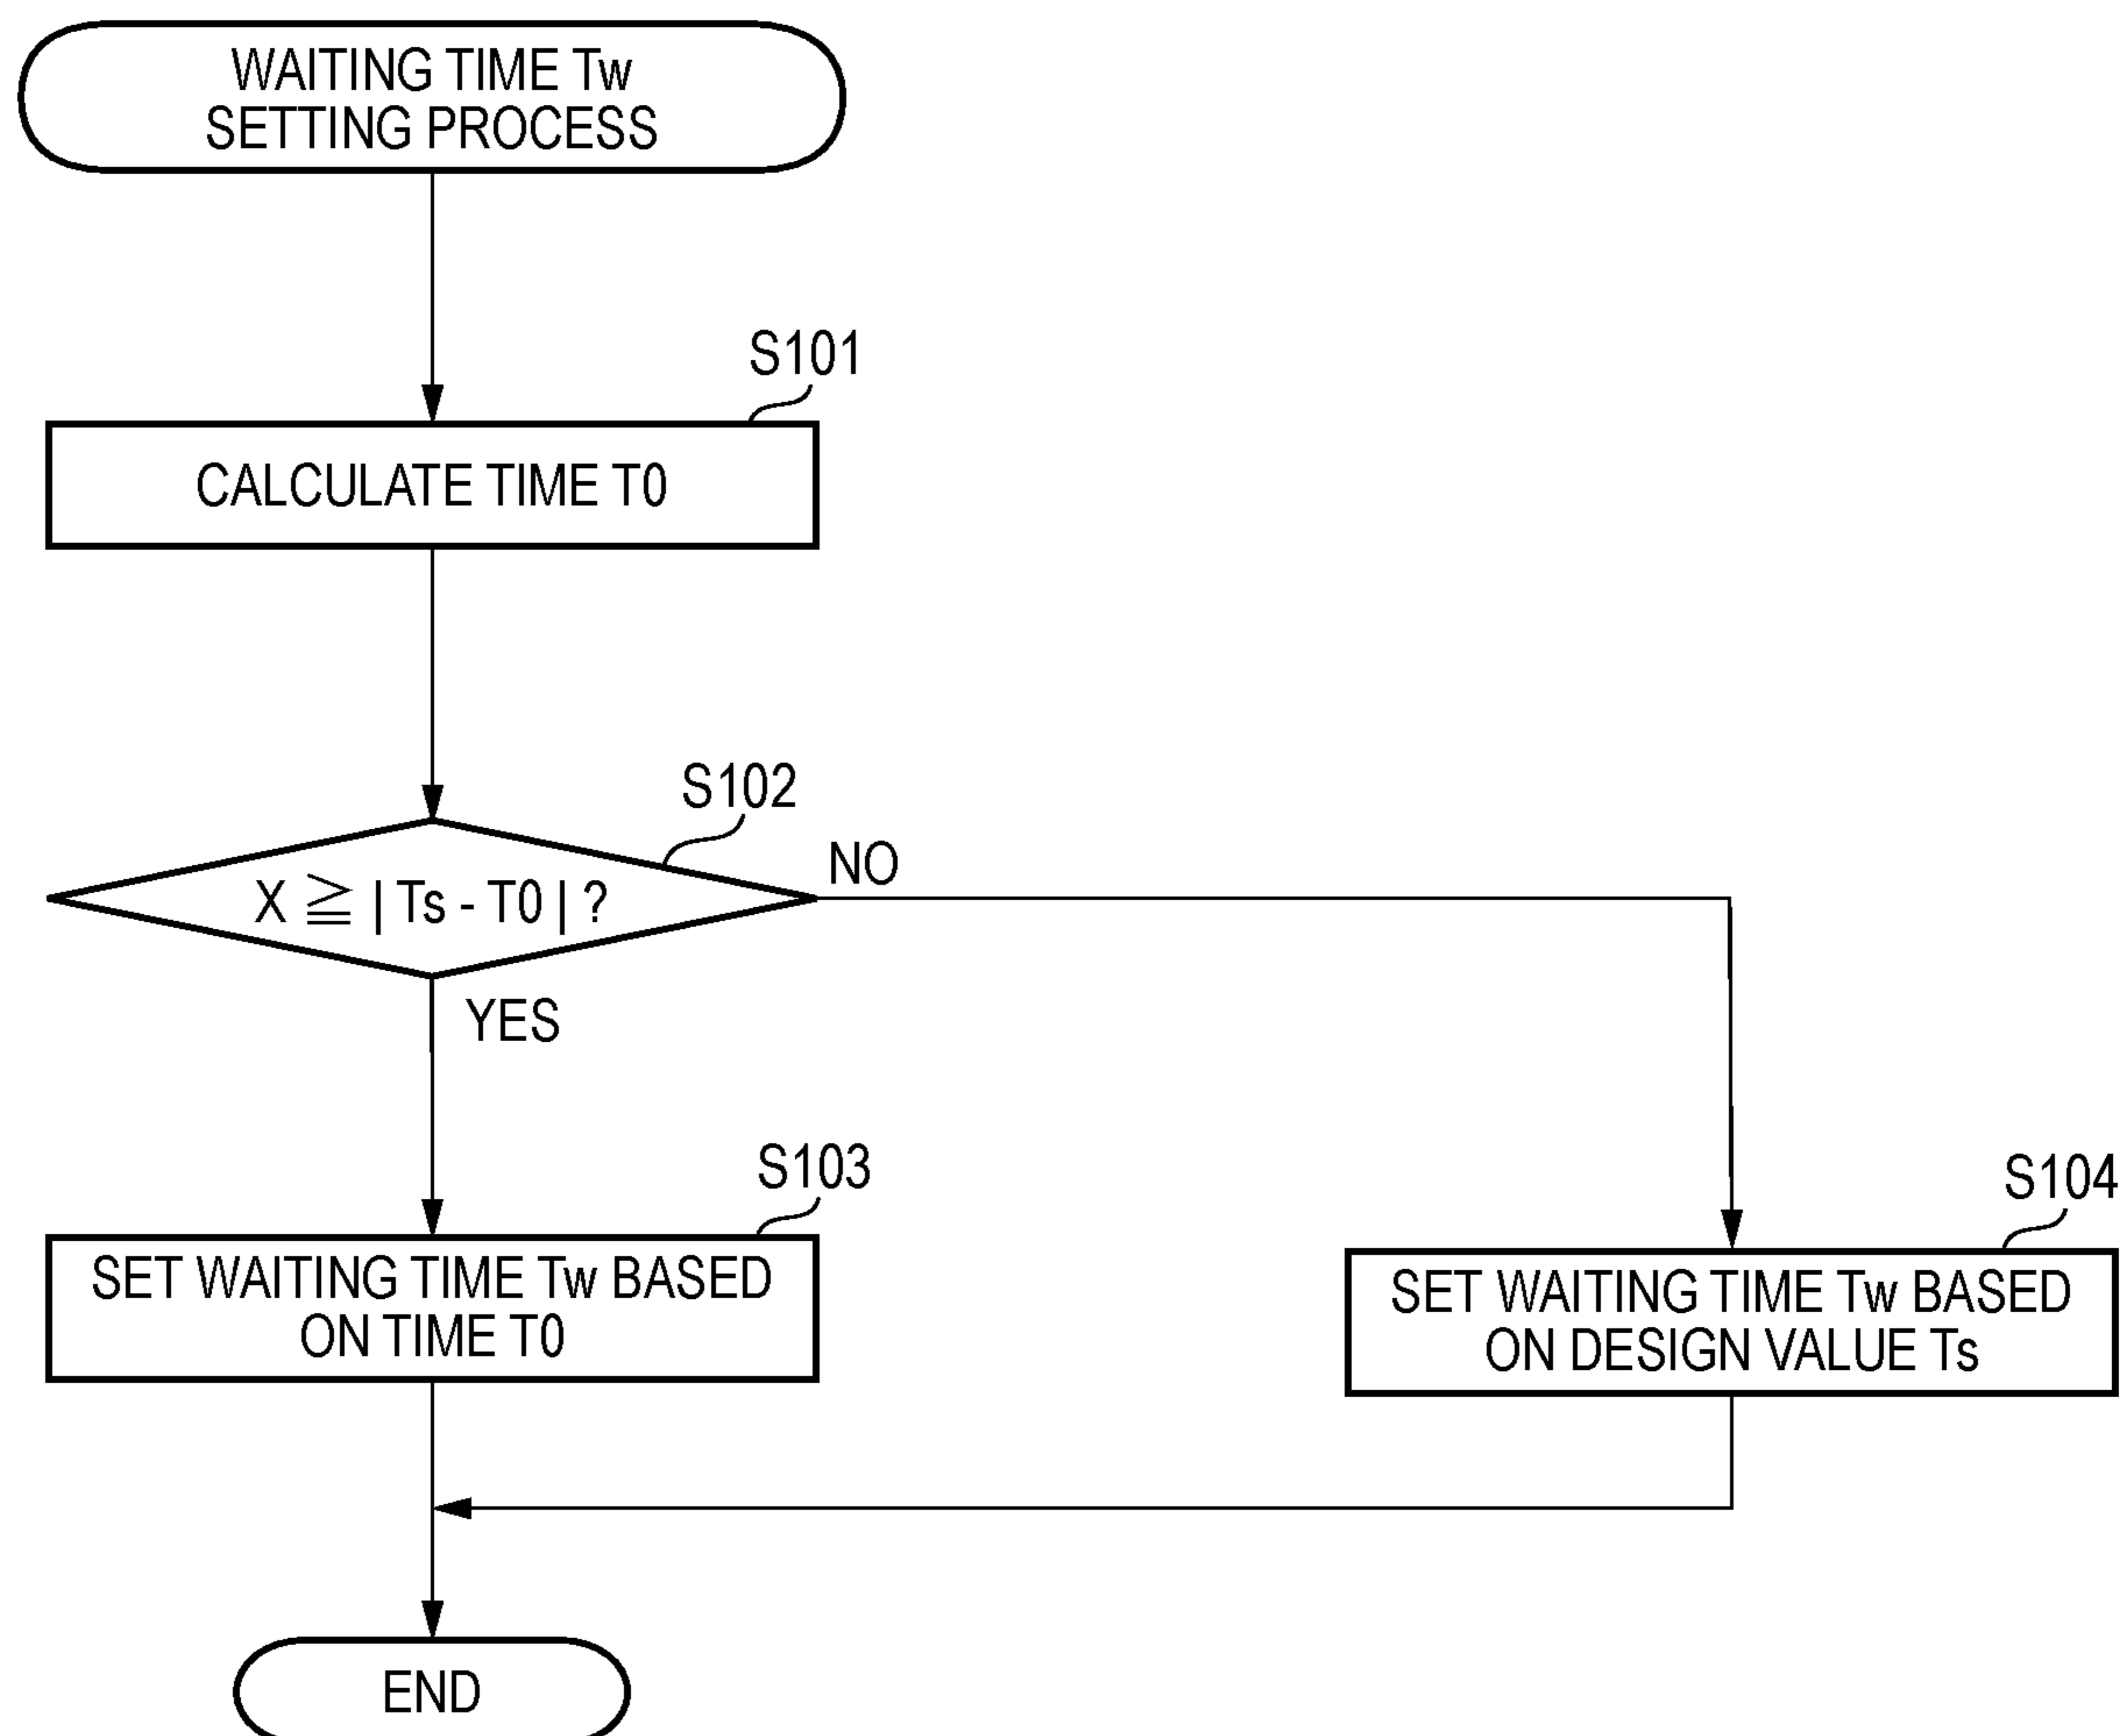 WAITING TIME Tw
SETTING PROCESS
S101
CALCULATE TIME T0
S102
X ≧ | Ts - T0 | ?
NO
YES
S103
SET WAITING TIME Tw BASED
ON TIME T0
S104
SET WAITING TIME Tw BASED
ON DESIGN VALUE Ts
END